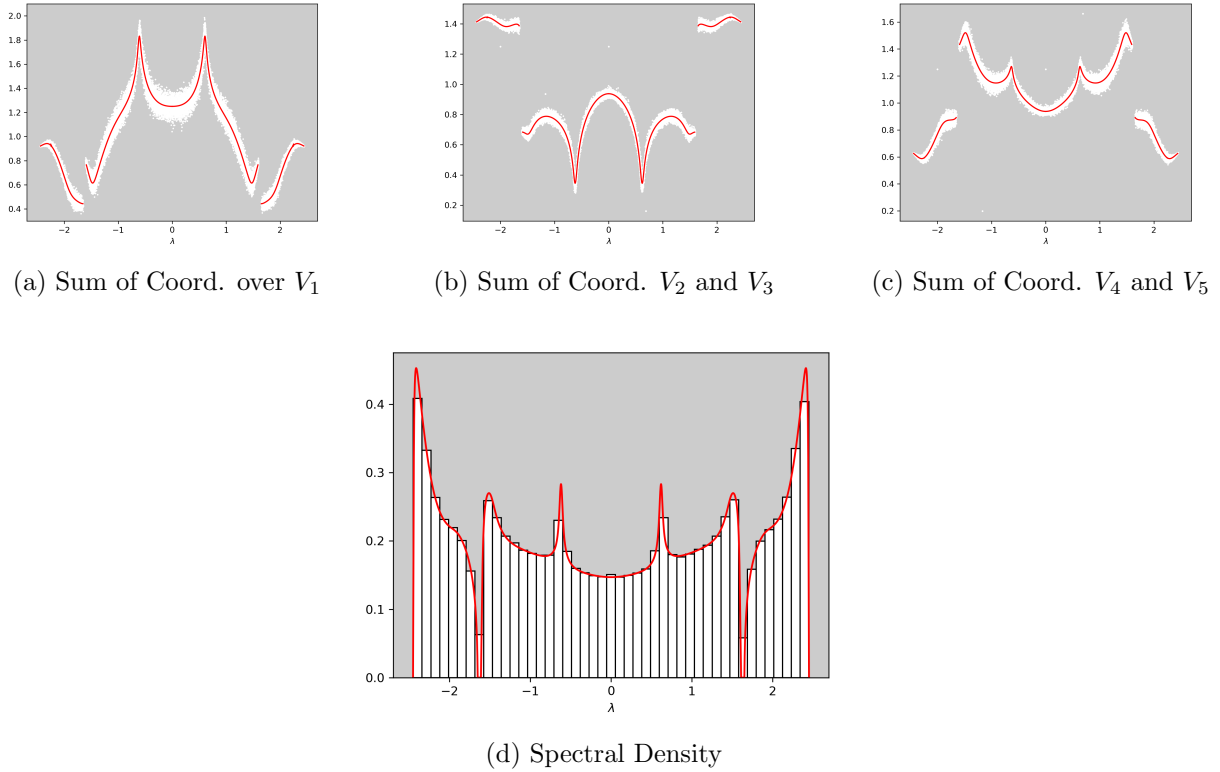 2.0
1.8
1.6
1.4
1.2
1.0
0.8
0.6
0.4
−2 −1 0 1 2
λ
1.4
1.2
1.0
0.8
0.6
0.4
0.2
−2 −1 0 1 2
λ
1.6
1.4
1.2
1.0
0.8
0.6
0.4
0.2
−2 −1 0 1 2
λ
(a) Sum of Coord. over V₁
(b) Sum of Coord. V₂ and V₃
(c) Sum of Coord. V₄ and V₅
0.4
0.3
0.2
0.1
0.0
−2 −1 0 1 2
λ
(d) Spectral Density